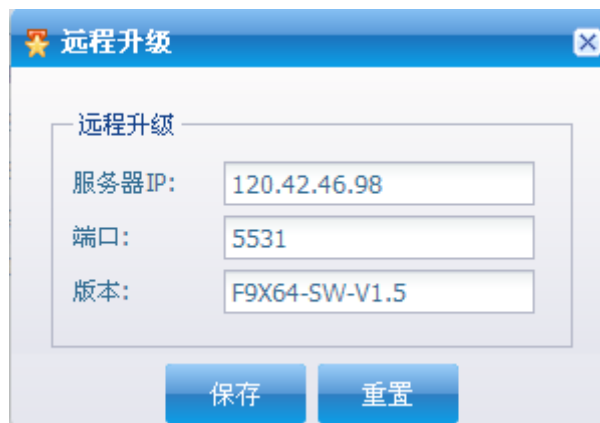 远程升级
远程升级
服务器IP: 120.42.46.98
端口: 5531
版本: F9X64-SW-V1.5
保存 重置